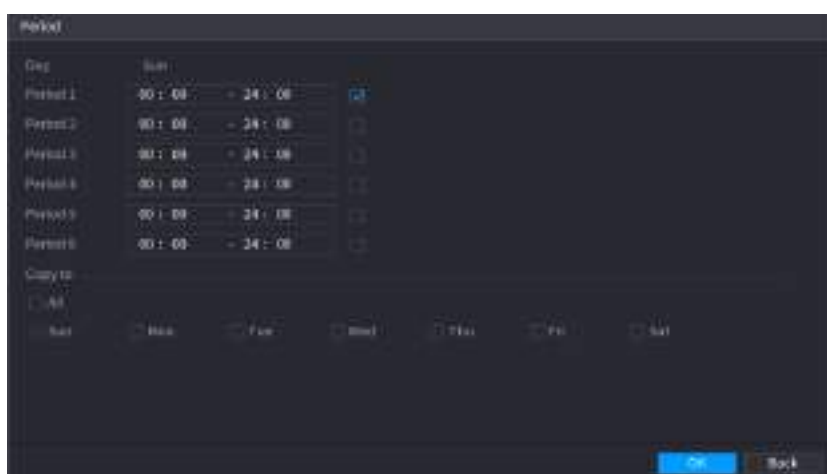 Period
Day Sun
Period 1 00 : 00 - 24 : 00
Period 2 00 : 00 - 24 : 00
Period 3 00 : 00 - 24 : 00
Period 4 00 : 00 - 24 : 00
Period 5 00 : 00 - 24 : 00
Period 6 00 : 00 - 24 : 00
Copy to
All
Sun Mon Tue Wed Thu Fri Sat
OK Back